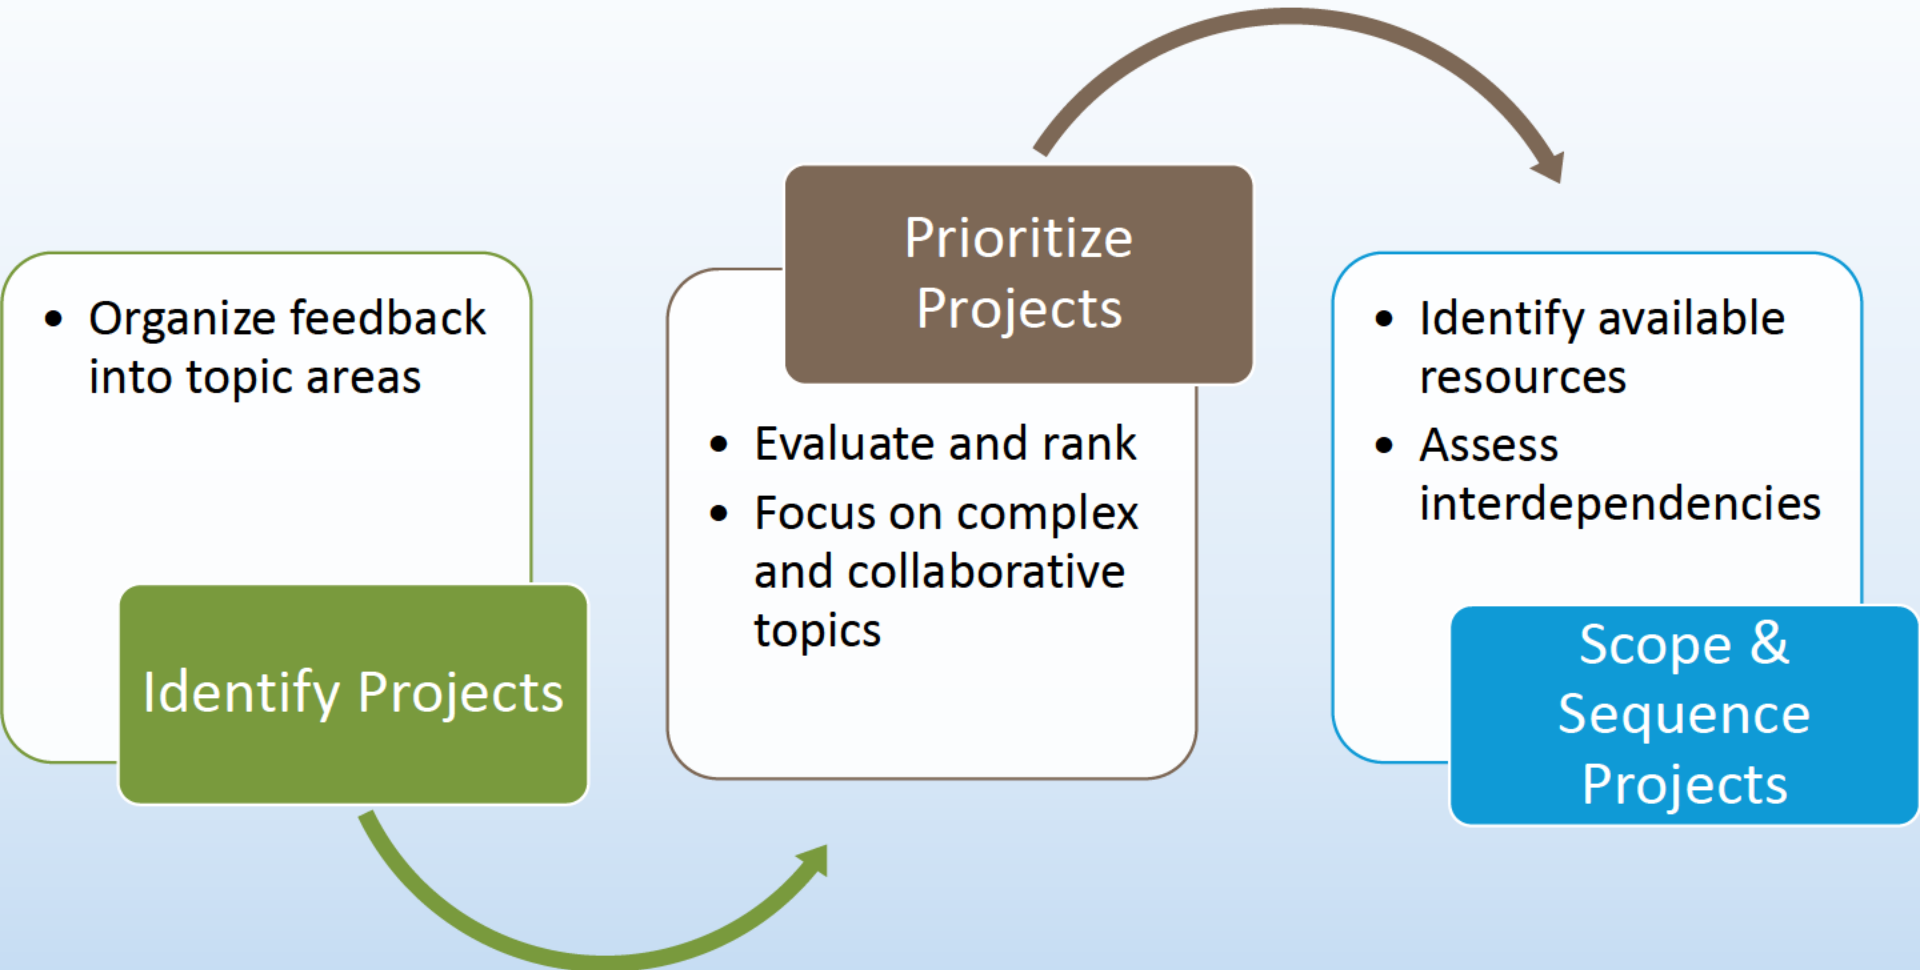 • Organize feedback
into topic areas
Identify Projects
Prioritize
Projects
• Evaluate and rank
• Focus on complex
and collaborative
topics
• Identify available
resources
• Assess
interdependencies
Scope &
Sequence
Projects